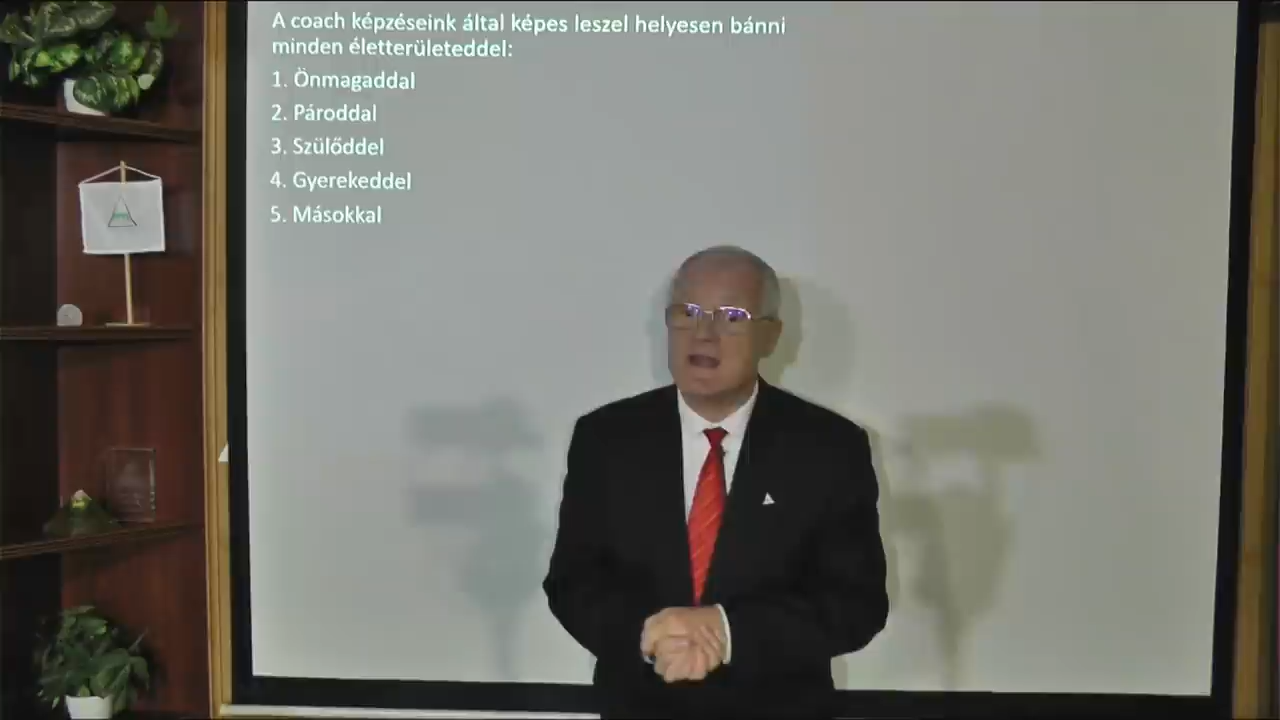 A coach képzéseink által képes leszel helyesen bánni
minden életterületeddel:
1. Önmagaddal
2. Pároddal
3. Szülőddel
4. Gyerekeddel
5. Másokkal